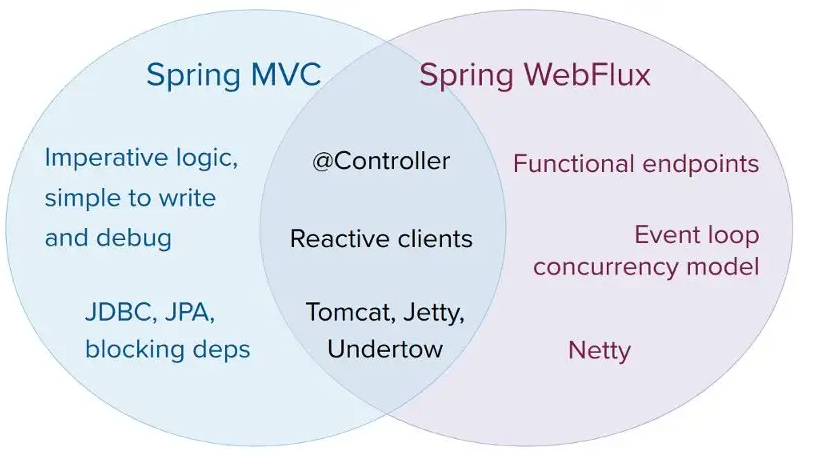 Spring MVC
Spring WebFlux
Imperative logic,
simple to write
and debug
JDBC, JPA,
blocking deps
@Controller
Reactive clients
Tomcat, Jetty,
Undertow
Functional endpoints
Event loop
concurrency model
Netty